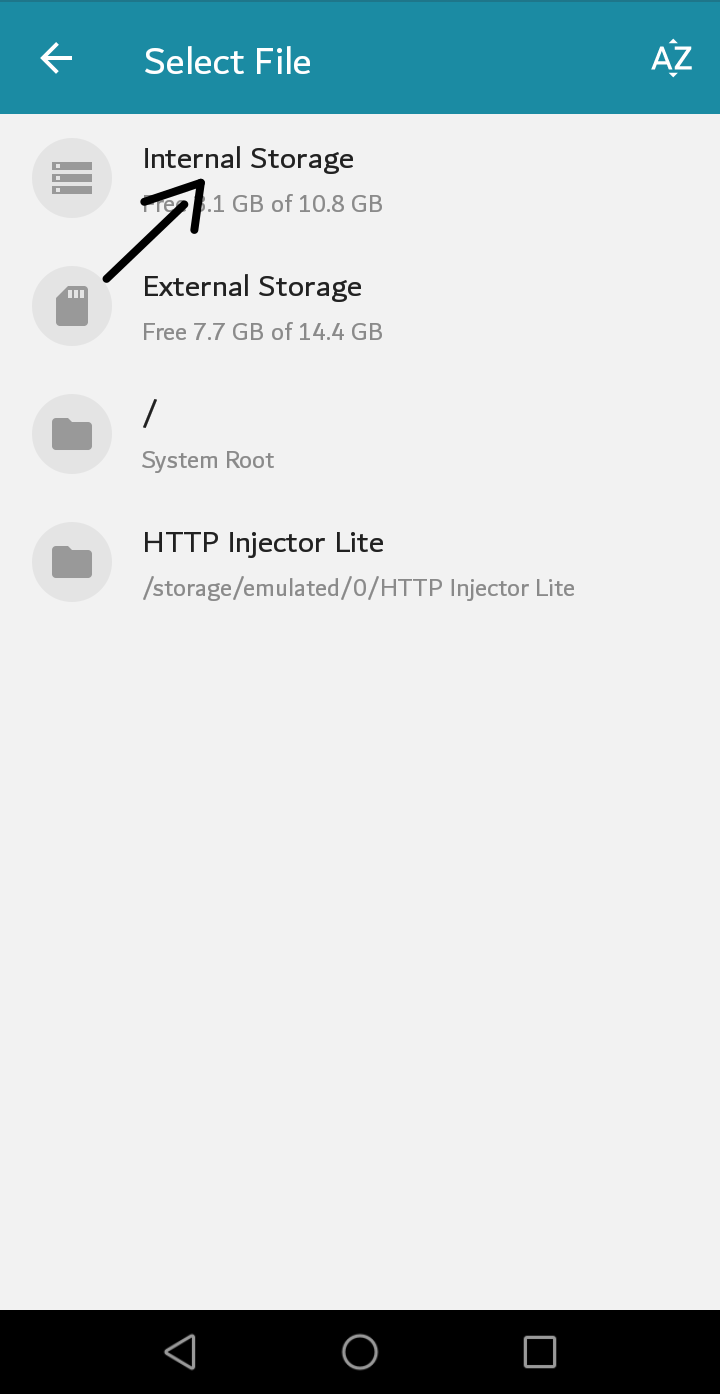 Select File
AZ
Internal Storage
Free 3.1 GB of 10.8 GB
External Storage
Free 7.7 GB of 14.4 GB
/
System Root
HTTP Injector Lite
/storage/emulated/0/HTTP Injector Lite